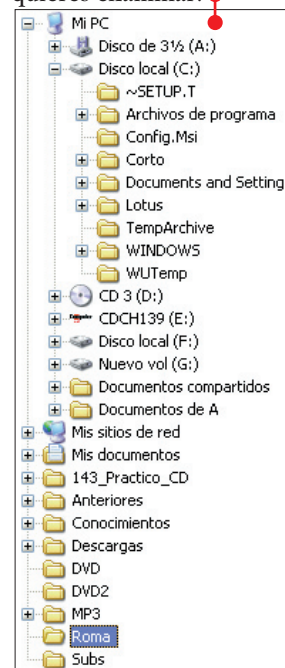 quieres examinar.
Mi PC
Disco de 3½ (A:)
Disco local (C:)
~SETUP.T
Archivos de programa
Config.Msi
Corto
Documents and Setting
Lotus
TempArchive
WINDOWS
WUTemp
CD 3 (D:)
CDCH139 (E:)
Disco local (F:)
Nuevo vol (G:)
Documentos compartidos
Documentos de A
Mis sitios de red
Mis documentos
143_Practico_CD
Anteriores
Conocimientos
Descargas
DVD
DVD2
MP3
Roma
Subs